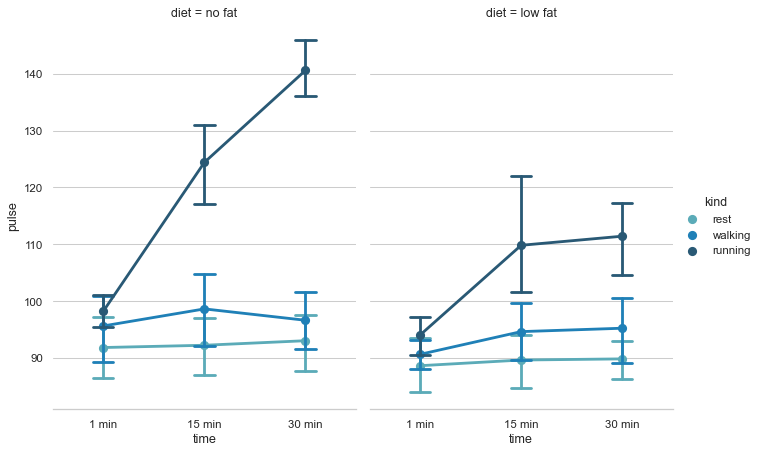 diet = no fat
diet = low fat
pulse
140
130
120
110
100
90
1 min
15 min
30 min
time
1 min
15 min
30 min
time
kind
rest
walking
running